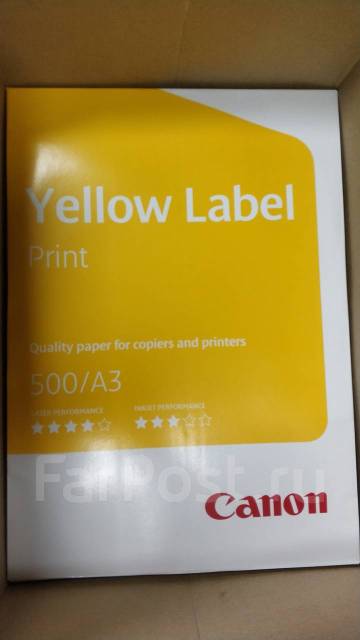 Yellow Label
Print
Quality paper for copiers and printers
500/A3
LASER PERFORMANCE
INKJET PERFORMANCE
FarPost.ru
Canon